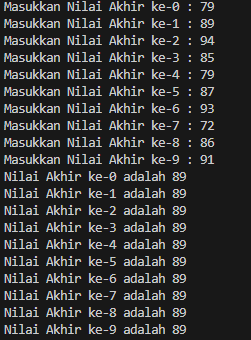 Masukkan Nilai Akhir ke-0 : 79
Masukkan Nilai Akhir ke-1 : 89
Masukkan Nilai Akhir ke-2 : 94
Masukkan Nilai Akhir ke-3 : 85
Masukkan Nilai Akhir ke-4 : 79
Masukkan Nilai Akhir ke-5 : 87
Masukkan Nilai Akhir ke-6 : 93
Masukkan Nilai Akhir ke-7 : 72
Masukkan Nilai Akhir ke-8 : 86
Masukkan Nilai Akhir ke-9 : 91
Nilai Akhir ke-0 adalah 89
Nilai Akhir ke-1 adalah 89
Nilai Akhir ke-2 adalah 89
Nilai Akhir ke-3 adalah 89
Nilai Akhir ke-4 adalah 89
Nilai Akhir ke-5 adalah 89
Nilai Akhir ke-6 adalah 89
Nilai Akhir ke-7 adalah 89
Nilai Akhir ke-8 adalah 89
Nilai Akhir ke-9 adalah 89